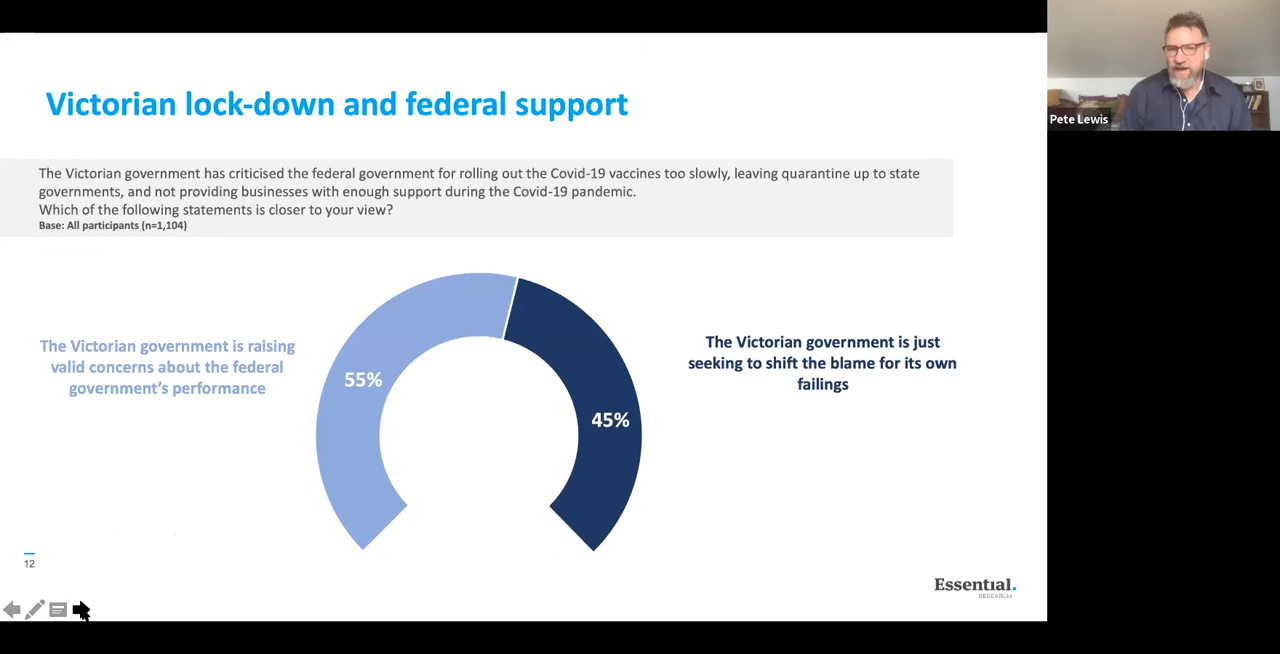 Victorian lock-down and federal support
The Victorian government has criticised the federal government for rolling out the Covid-19 vaccines too slowly, leaving quarantine up to state
governments, and not providing businesses with enough support during the Covid-19 pandemic.
Which of the following statements is closer to your view?
Base: All participants (n=1,104)
The Victorian government is raising
valid concerns about the federal
government’s performance
55%
45%
The Victorian government is just
seeking to shift the blame for its own
failings
12
Essential.
RESEARCH
Pete Lewis